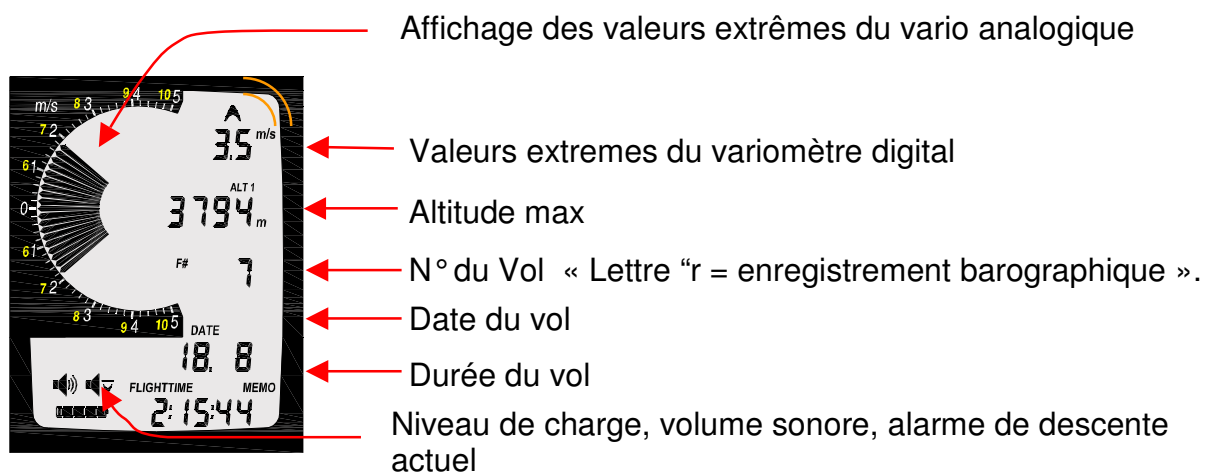 Affichage des valeurs extrêmes du vario analogique
m/s 8 3 9 4 10 5
7 2
3.5 m/s
Valeurs extremes du variomètre digital
6 1
ALT 1
0
3794 m
Altitude max
6 1
F# 7
N° du Vol « Lettre “r = enregistrement barographique ».
7 2
8 3 9 4 10 5
Date du vol
DATE
18. 8
Durée du vol
FLIGHTTIME MEMO
2:15:44
Niveau de charge, volume sonore, alarme de descente
actuel